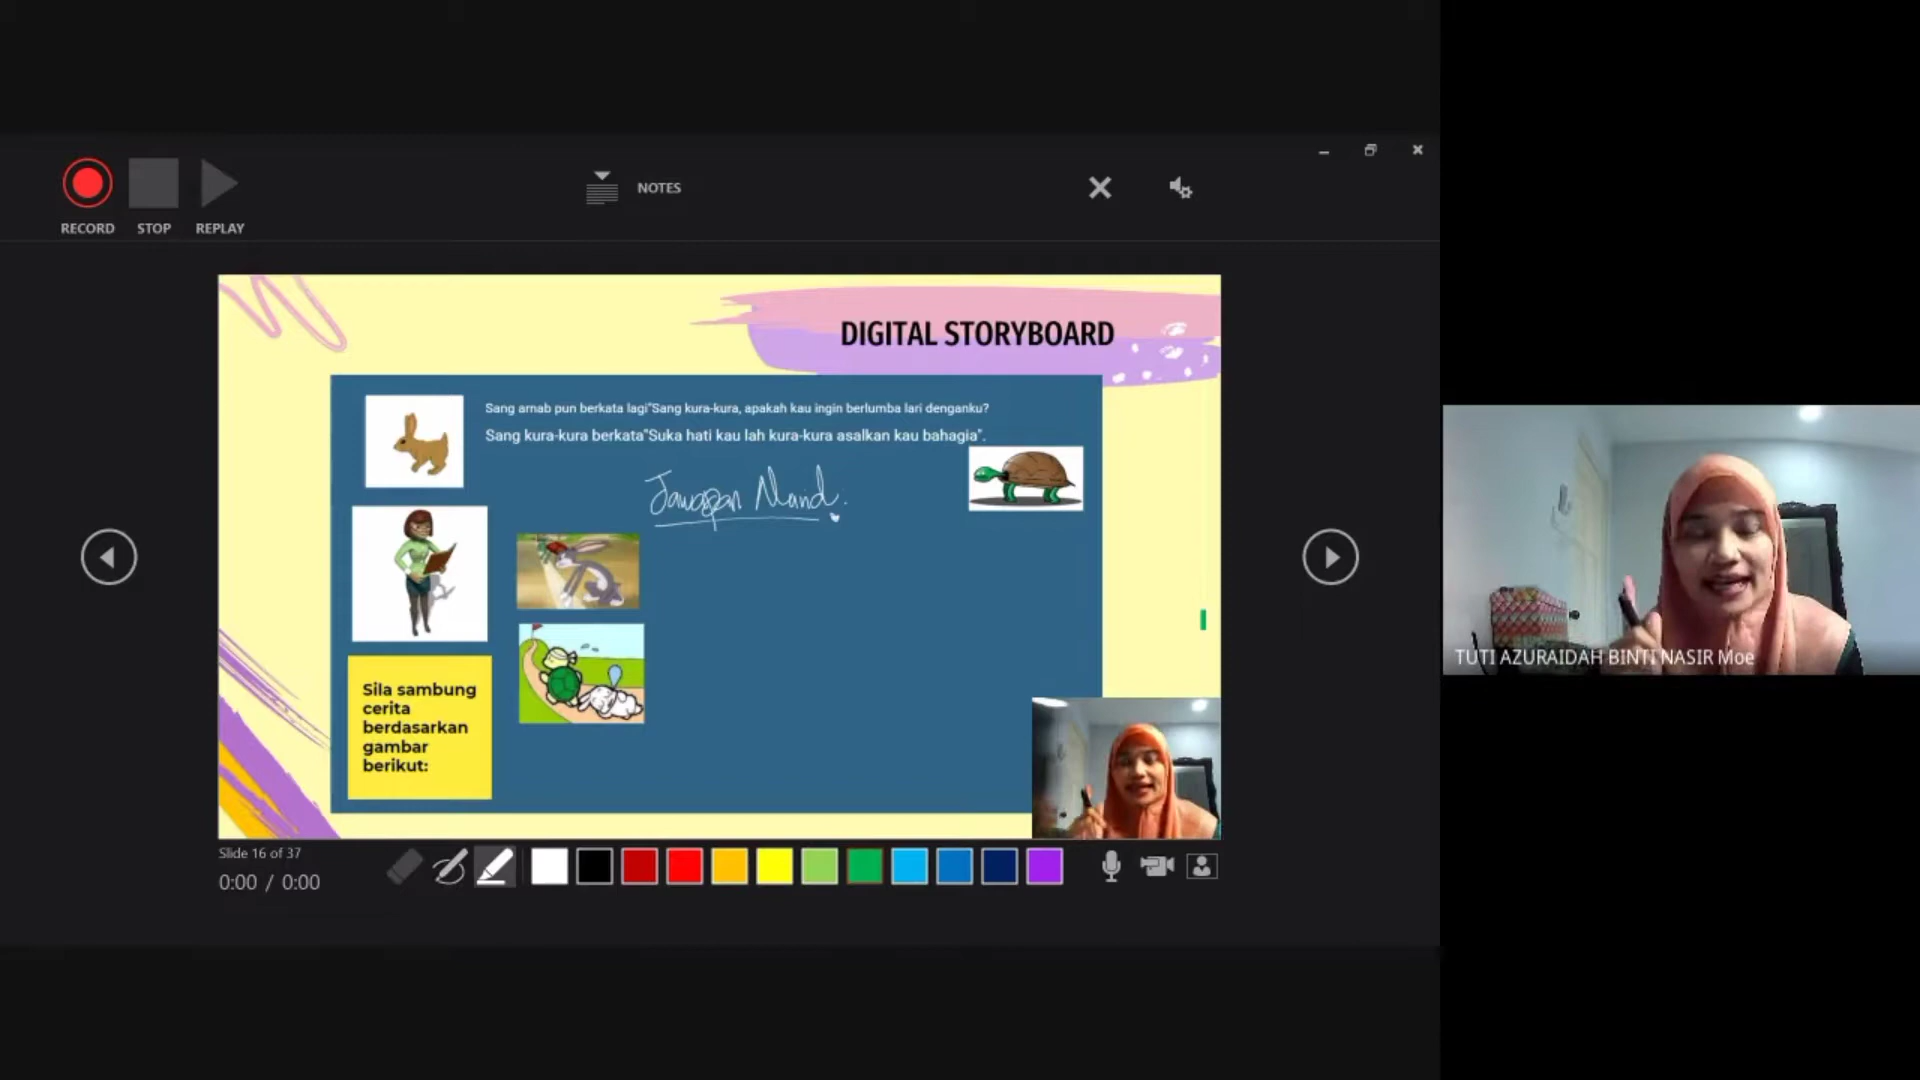 NOTES
RECORD STOP REPLAY
DIGITAL STORYBOARD
Sang arnab pun berkata lagi"Sang kura-kura, apakah kau ingin berlumba lari denganku?
Sang kura-kura berkata"Suka hati kau lah kura-kura asalkan kau bahagia".
Jawapan Murid.
Sila sambung
cerita
berdasarkan
gambar
berikut:
TUTI AZURAIDAH BINTI NASIR Moe
Slide 16 of 37
0:00 / 0:00